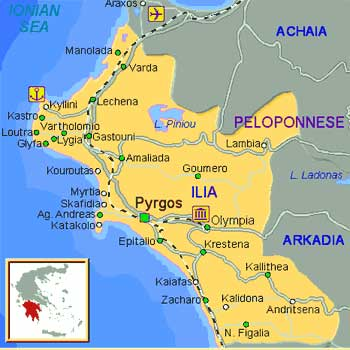 IONIAN
SEA
Araxos
ACHAIA
Manolada
Varda
Kyllini
Lechena
Kastro
Vartholomio
L. Piniou
PELOPONNESE
Loutra
Lygia
Gastouni
Glyfa
Lambia
Amaliada
Kouroutas
Goumero
L. Ladonas
Myrtia
ILIA
Skafidia
Pyrgos
Ag. Andreas
Olympia
Katakolo
ARKADIA
Epitalio
Krestena
Kallithea
Kaiafas
Zacharo
Kalidona
Andritsena
N. Figalia